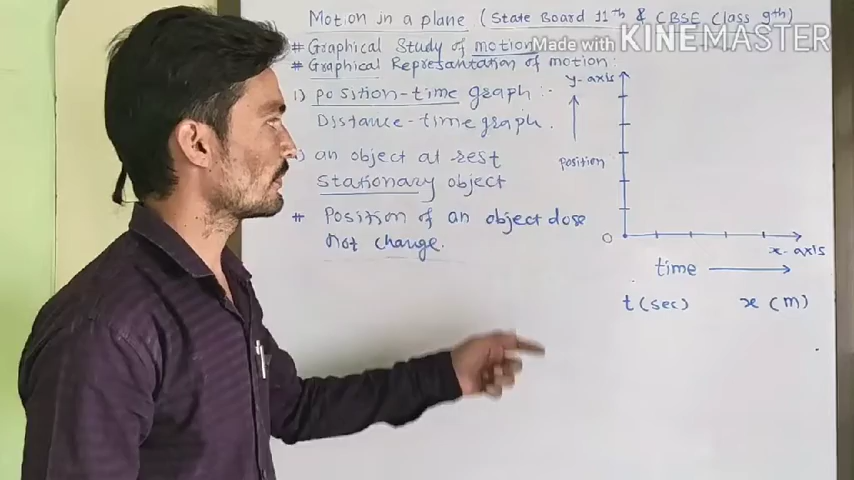 Motion in a plane (State Board 11th & CBSE Class 9th)
# Graphical Study of motion
Made with KINEMASTER
# Graphical Represantation of motion:
1) position-time graph :-
Distance-time graph.
) an object at rest
Stationary object
# Position of an object dose
not change.
y-axis
position
0
x-axis
time
t (sec) x (m)